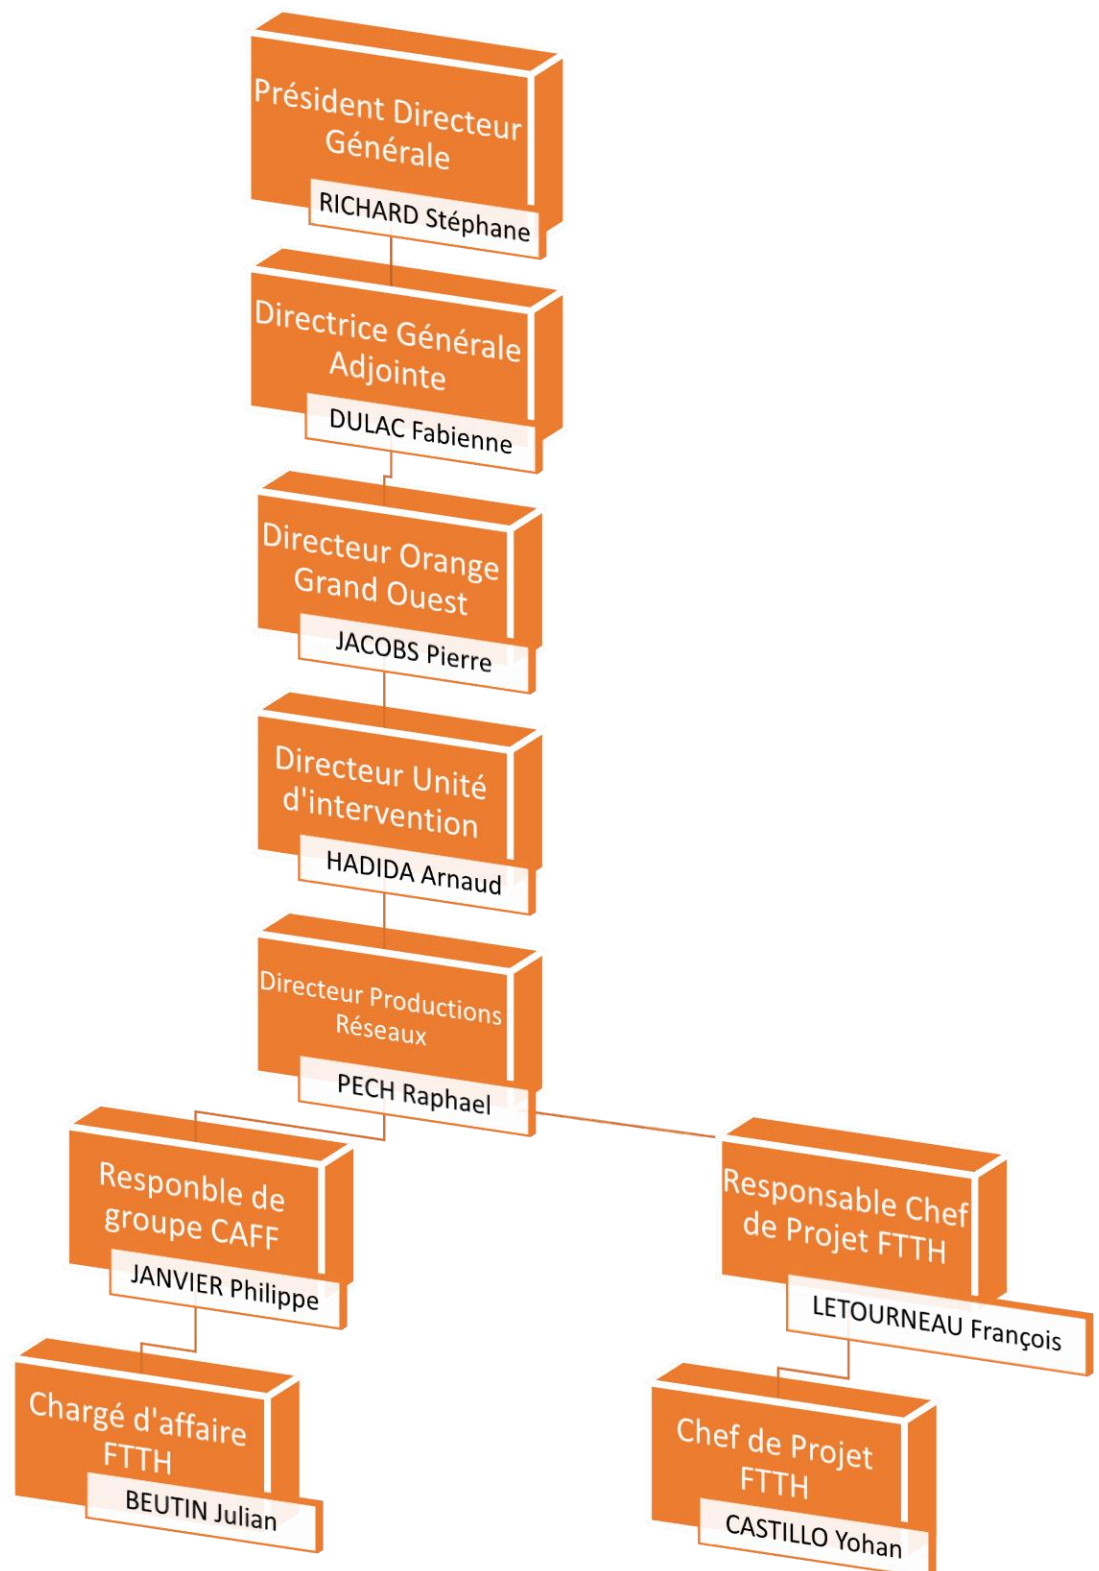 Président Directeur
Générale
RICHARD Stéphane
Directrice Générale
Adjointe
DULAC Fabienne
Directeur Orange
Grand Ouest
JACOBS Pierre
Directeur Unité
d'intervention
HADIDA Arnaud
Directeur Productions
Réseaux
PECH Raphael
Responble de
groupe CAFF
JANVIER Philippe
Responsable Chef
de Projet FTTH
LETOURNEAU François
Chargé d'affaire
FTTH
BEUTIN Julian
Chef de Projet
FTTH
CASTILLO Yohan